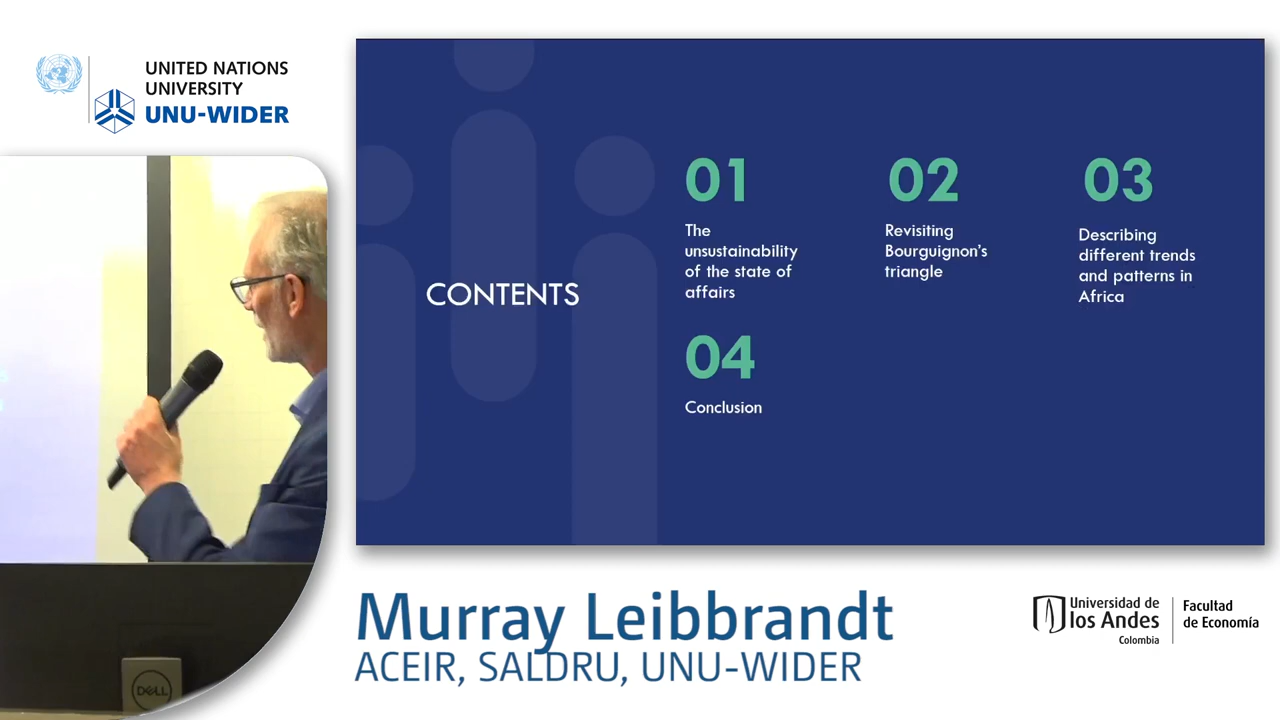 UNITED NATIONS
UNIVERSITY
UNU-WIDER
CONTENTS
01
The
unsustainability
of the state of
affairs
02
Revisiting
Bourguignon's
triangle
03
Describing
different trends
and patterns in
Africa
04
Conclusion
DELL
Murray Leibbrandt
ACEIR, SALDRU, UNU-WIDER
Universidad de
los Andes
Colombia
Facultad
de Economía